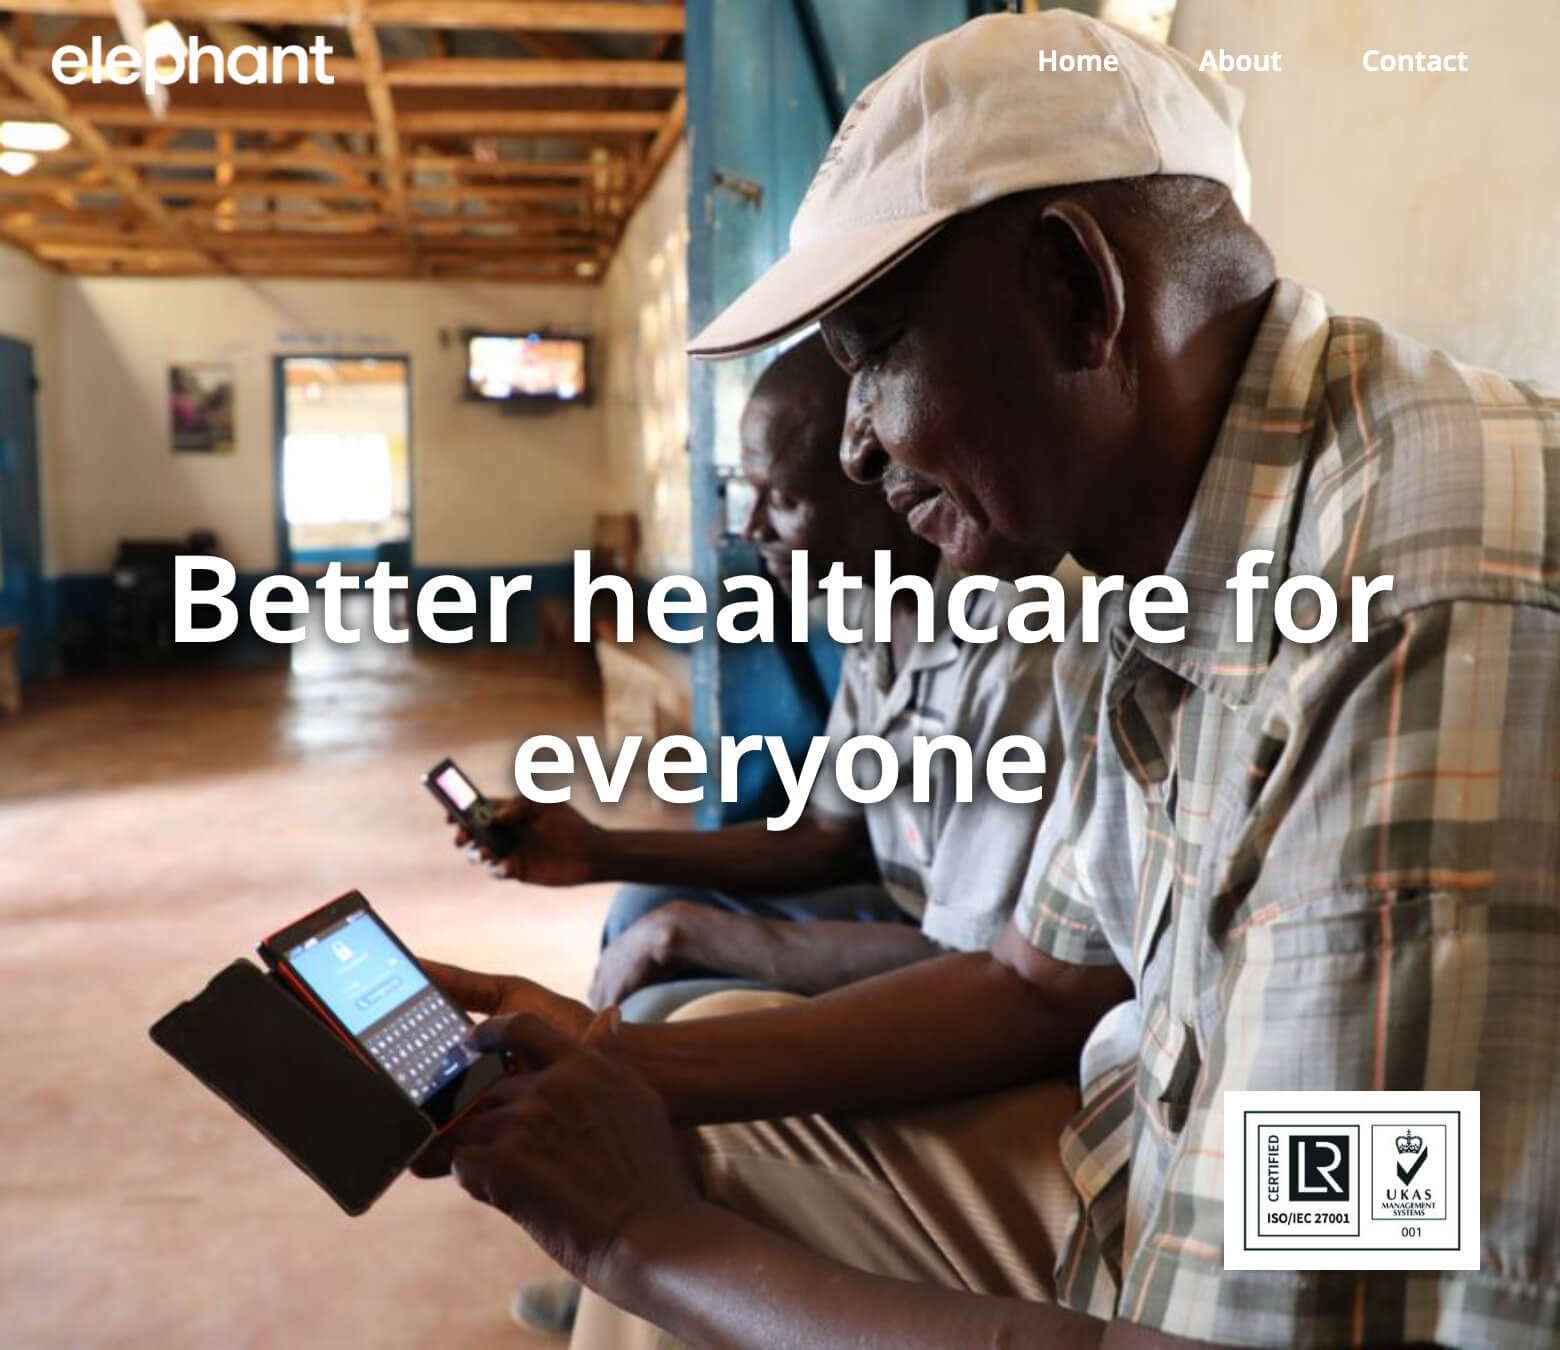 elephant
Home About Contact
Better healthcare for
everyone
CERTIFIED
LR
ISO/IEC 27001
UKAS
MANAGEMENT
SYSTEMS
001